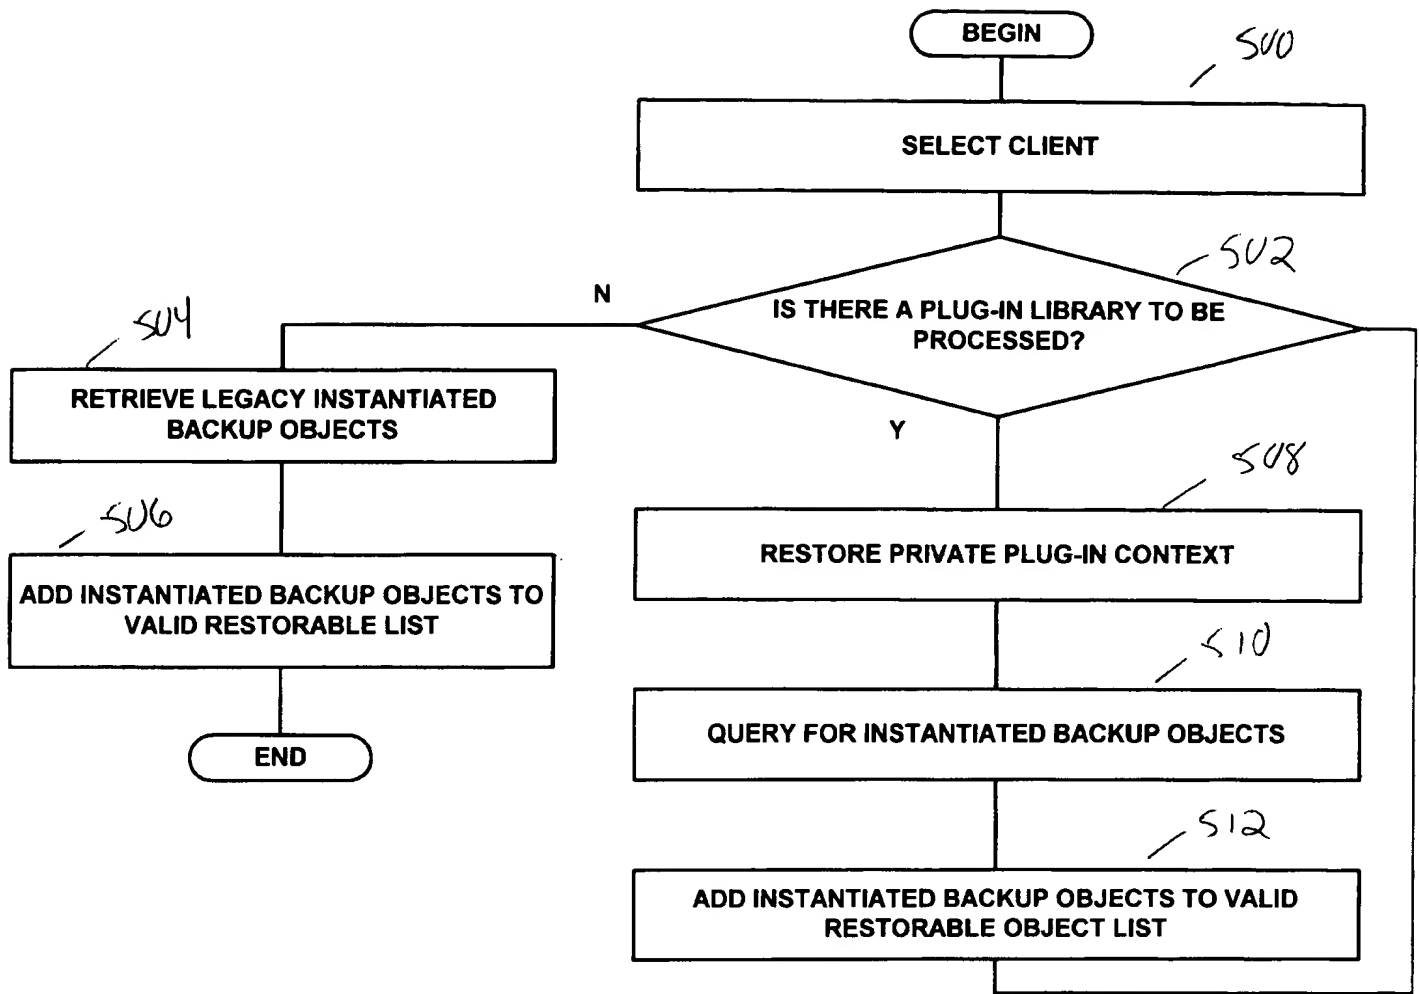 BEGIN
500
SELECT CLIENT
502
IS THERE A PLUG-IN LIBRARY TO BE
PROCESSED?
N
Y
504
RETRIEVE LEGACY INSTANTIATED
BACKUP OBJECTS
506
ADD INSTANTIATED BACKUP OBJECTS TO
VALID RESTORABLE LIST
END
508
RESTORE PRIVATE PLUG-IN CONTEXT
510
QUERY FOR INSTANTIATED BACKUP OBJECTS
512
ADD INSTANTIATED BACKUP OBJECTS TO VALID
RESTORABLE OBJECT LIST